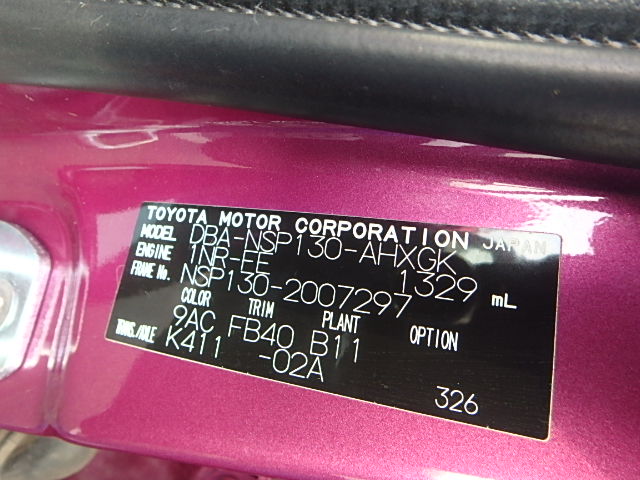 TOYOTA MOTOR CORPORATION JAPAN
MODEL DBA-NSP130-AHXGK
ENGINE 1NR-FE 1329 mL
FRAME No. NSP130-2007297
COLOR TRIM PLANT OPTION
9AC FB40 B11
TRANS./AXLE K411 -02A
326